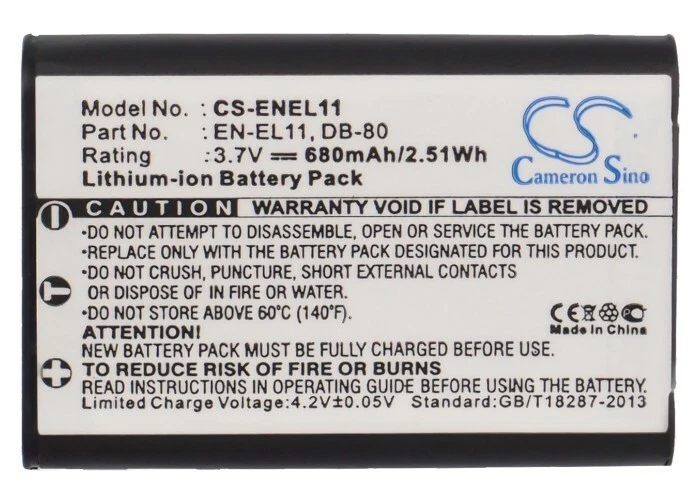 Model No. : CS-ENEL11
Part No. : EN-EL11, DB-80
Rating :3.7V ⎓ 680mAh/2.51Wh
Lithium-ion Battery Pack
CS
Cameron Sino
CAUTION WARRANTY VOID IF LABEL IS REMOVED
•DO NOT ATTEMPT TO DISASSEMBLE, OPEN OR SERVICE THE BATTERY PACK.
•REPLACE ONLY WITH THE BATTERY PACK DESIGNATED FOR THIS PRODUCT.
•DO NOT CRUSH, PUNCTURE, SHORT EXTERNAL CONTACTS
OR DISPOSE OF IN FIRE OR WATER.
•DO NOT STORE ABOVE 60°C (140°F).
CE
Made in China
ATTENTION!
NEW BATTERY PACK MUST BE FULLY CHARGED BEFORE USE.
TO REDUCE RISK OF FIRE OR BURNS
READ INSTRUCTIONS IN OPERATING GUIDE BEFORE USING BATTERY PACK.
Limited Charge Voltage:4.2V±0.05V Standard:GB/T18287-2013
- T +